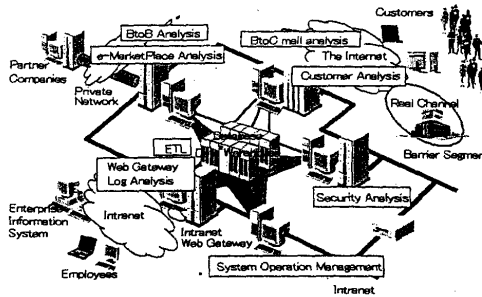 Customers
BtoB Analysis
BtoC mall analysis
e-MarketPlace Analysis
The Internet
Partner
Companies
Customer Analysis
Private
Network
Real Channel
ETL
Barrier Segmen
Web Gateway
Log Analysis
Security Analysis
Enterprise
Information
System
Intranet
Intranet
Web Gateway
System Operation Management
Employees
Intranet